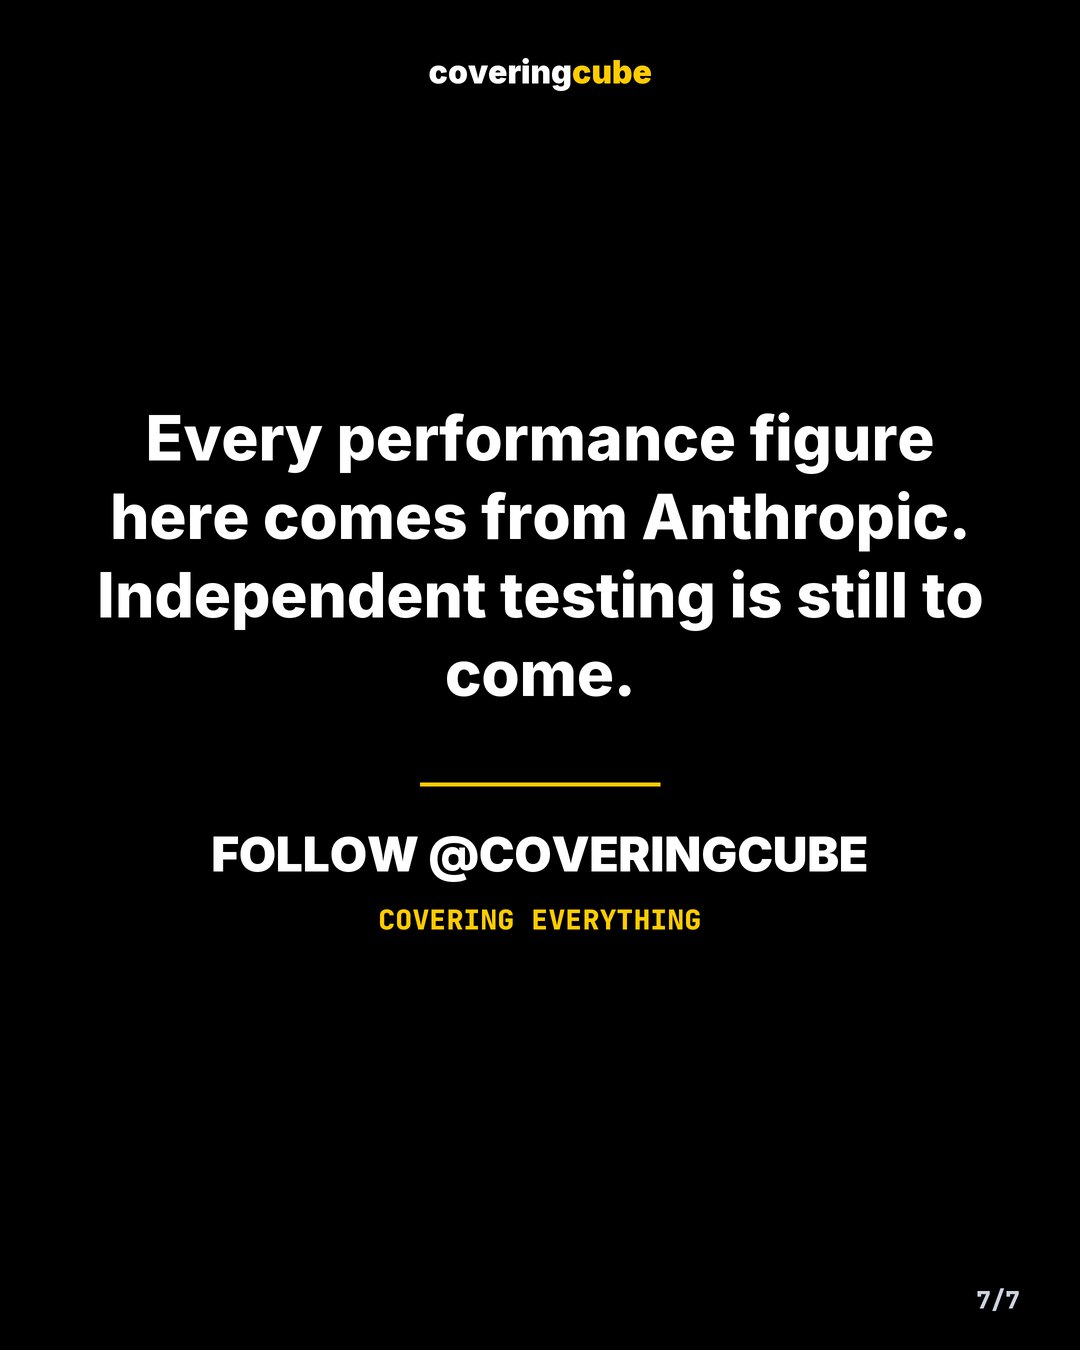 coveringcube
Every performance figure
here comes from Anthropic.
Independent testing is still to
come.
FOLLOW @COVERINGCUBE
COVERING EVERYTHING
7/7